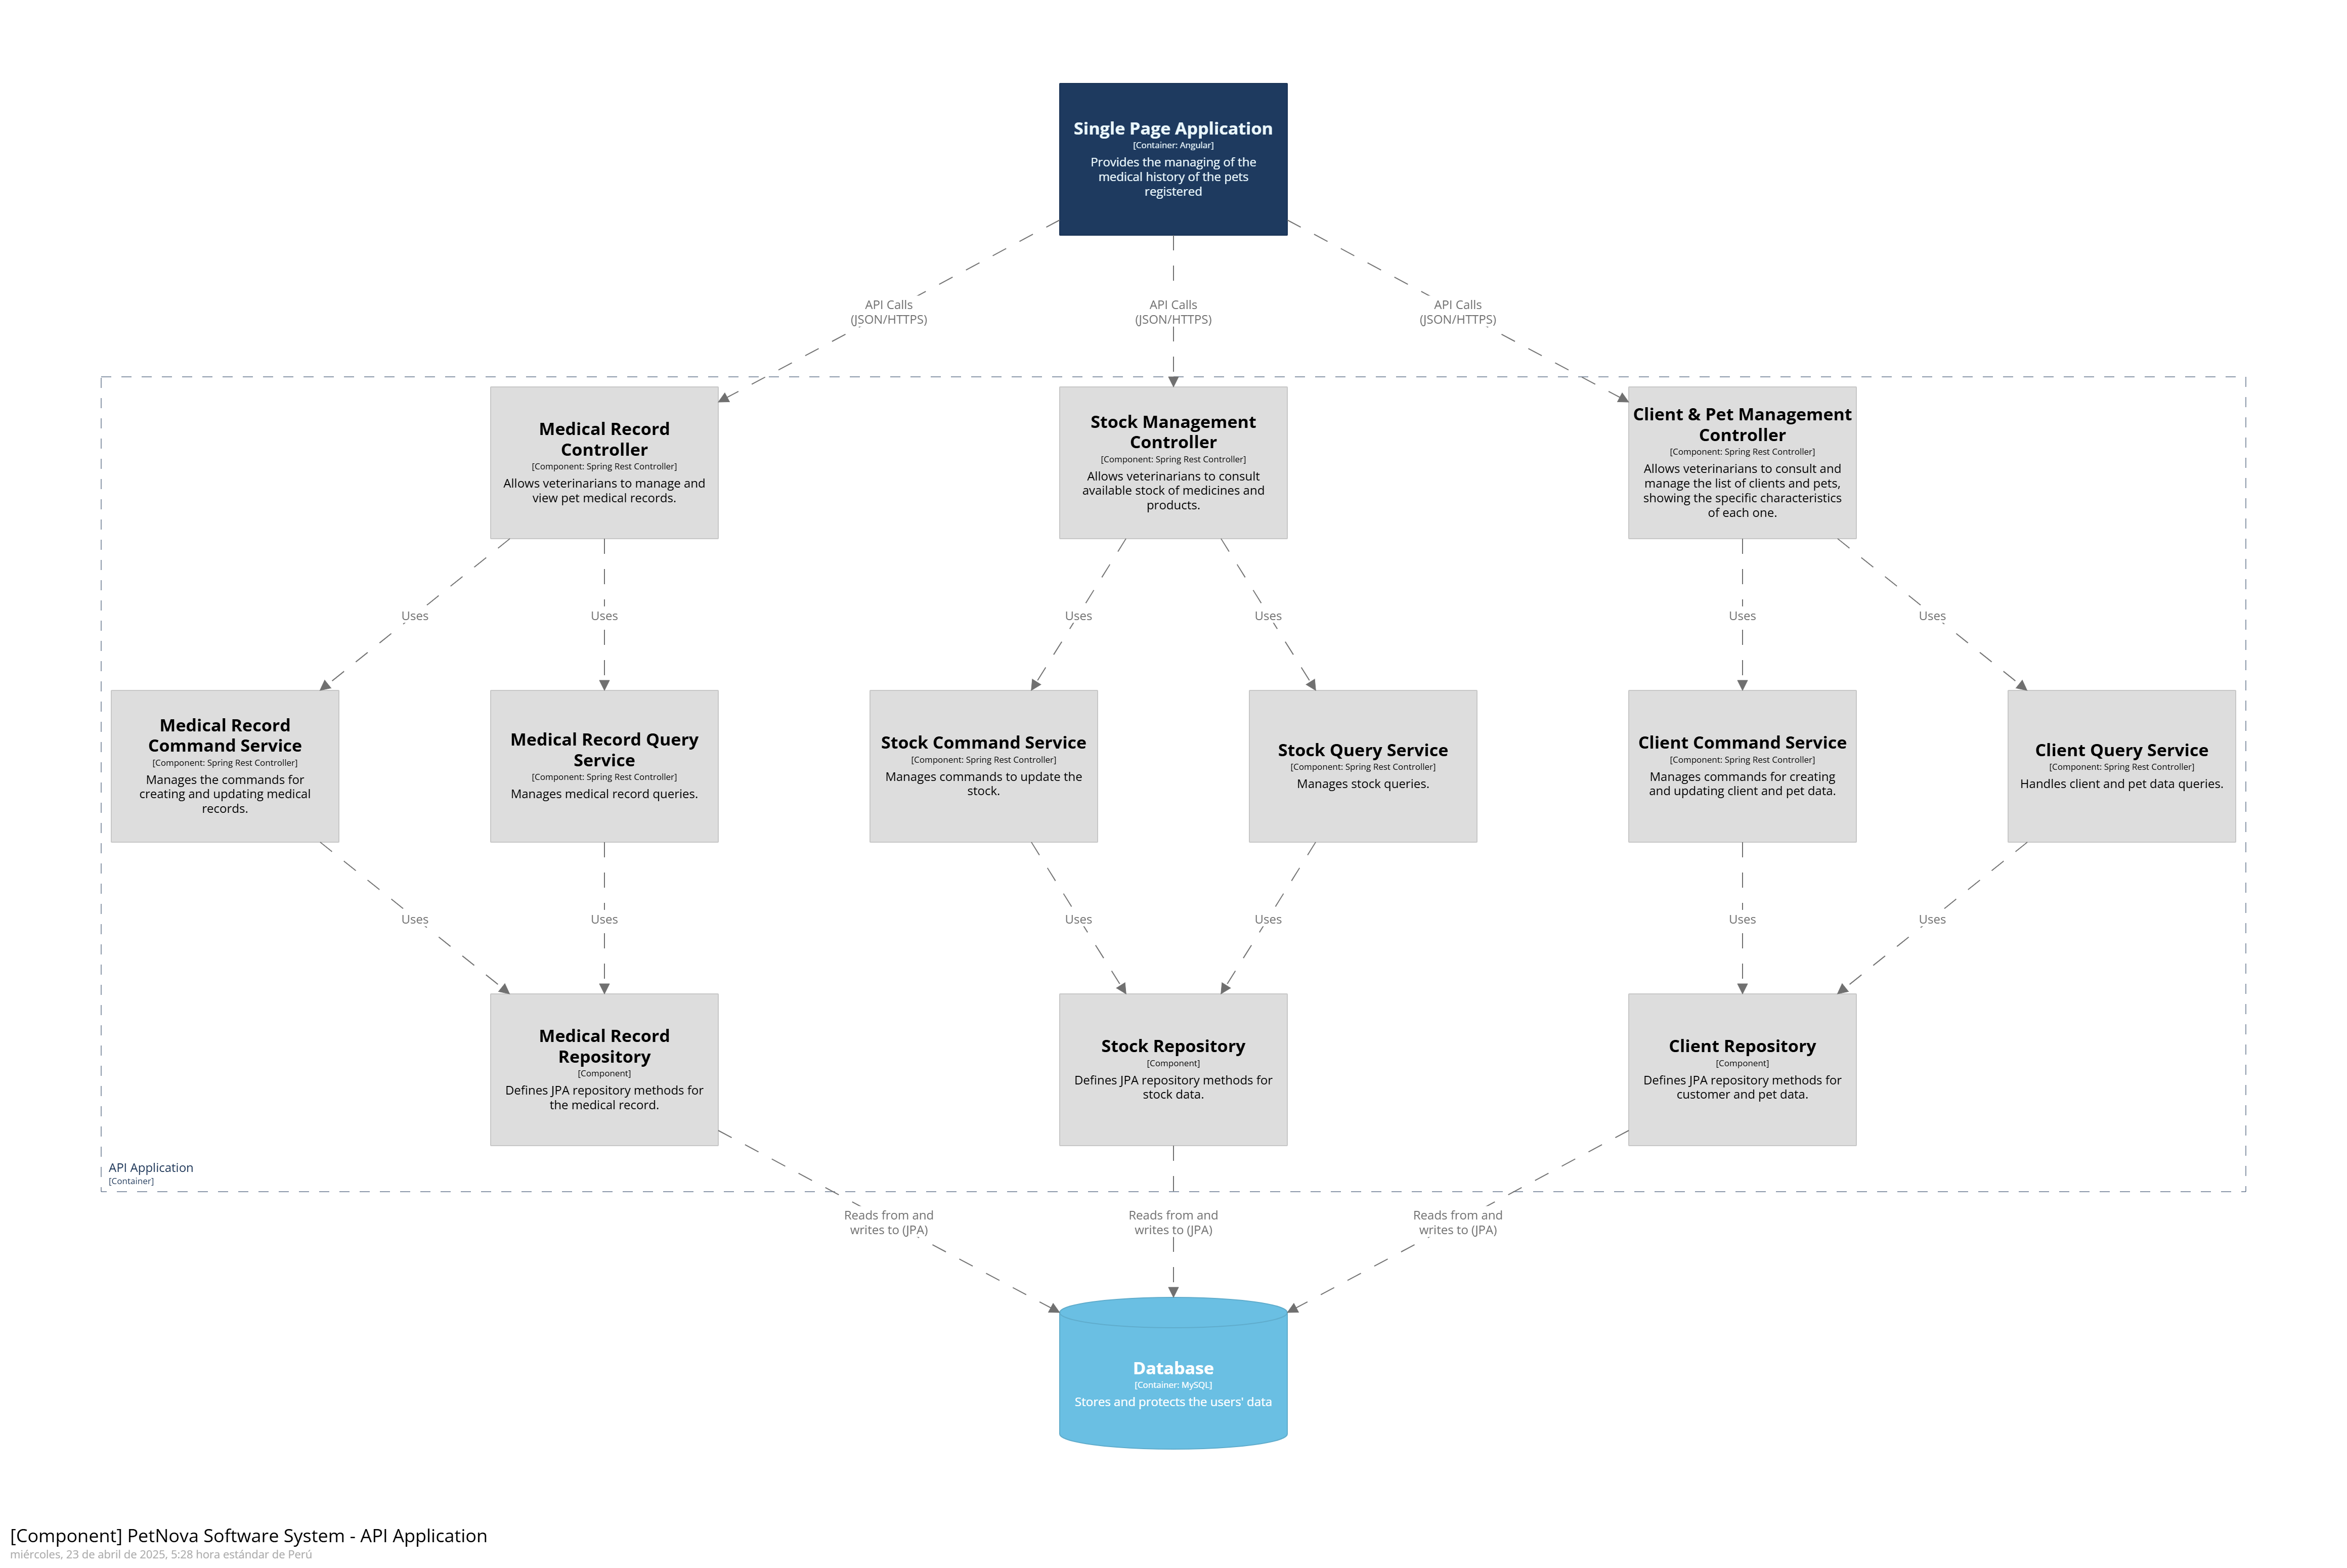 Single Page Application
[Container: Angular]
Provides the managing of the
medical history of the pets
registered
API Calls
(JSON/HTTPS)
API Calls
(JSON/HTTPS)
API Calls
(JSON/HTTPS)
Medical Record
Controller
[Component: Spring Rest Controller]
Allows veterinarians to manage and
view pet medical records.
Stock Management
Controller
[Component: Spring Rest Controller]
Allows veterinarians to consult
available stock of medicines and
products.
Client & Pet Management
Controller
[Component: Spring Rest Controller]
Allows veterinarians to consult and
manage the list of clients and pets,
showing the specific characteristics
of each one.
Uses
Uses
Uses
Uses
Uses
Uses
Medical Record
Command Service
[Component: Spring Rest Controller]
Manages the commands for
creating and updating medical
records.
Medical Record Query
Service
[Component: Spring Rest Controller]
Manages medical record queries.
Stock Command Service
[Component: Spring Rest Controller]
Manages commands to update the
stock.
Stock Query Service
[Component: Spring Rest Controller]
Manages stock queries.
Client Command Service
[Component: Spring Rest Controller]
Manages commands for creating
and updating client and pet data.
Client Query Service
[Component: Spring Rest Controller]
Handles client and pet data queries.
Uses
Uses
Uses
Uses
Uses
Uses
Medical Record
Repository
[Component]
Defines JPA repository methods for
the medical record.
Stock Repository
[Component]
Defines JPA repository methods for
stock data.
Client Repository
[Component]
Defines JPA repository methods for
customer and pet data.
API Application
[Container]
Reads from and
writes to (JPA)
Reads from and
writes to (JPA)
Reads from and
writes to (JPA)
Database
[Container: MySQL]
Stores and protects the users' data
[Component] PetNova Software System - API Application
miércoles, 23 de abril de 2025, 5:28 hora estándar de Perú